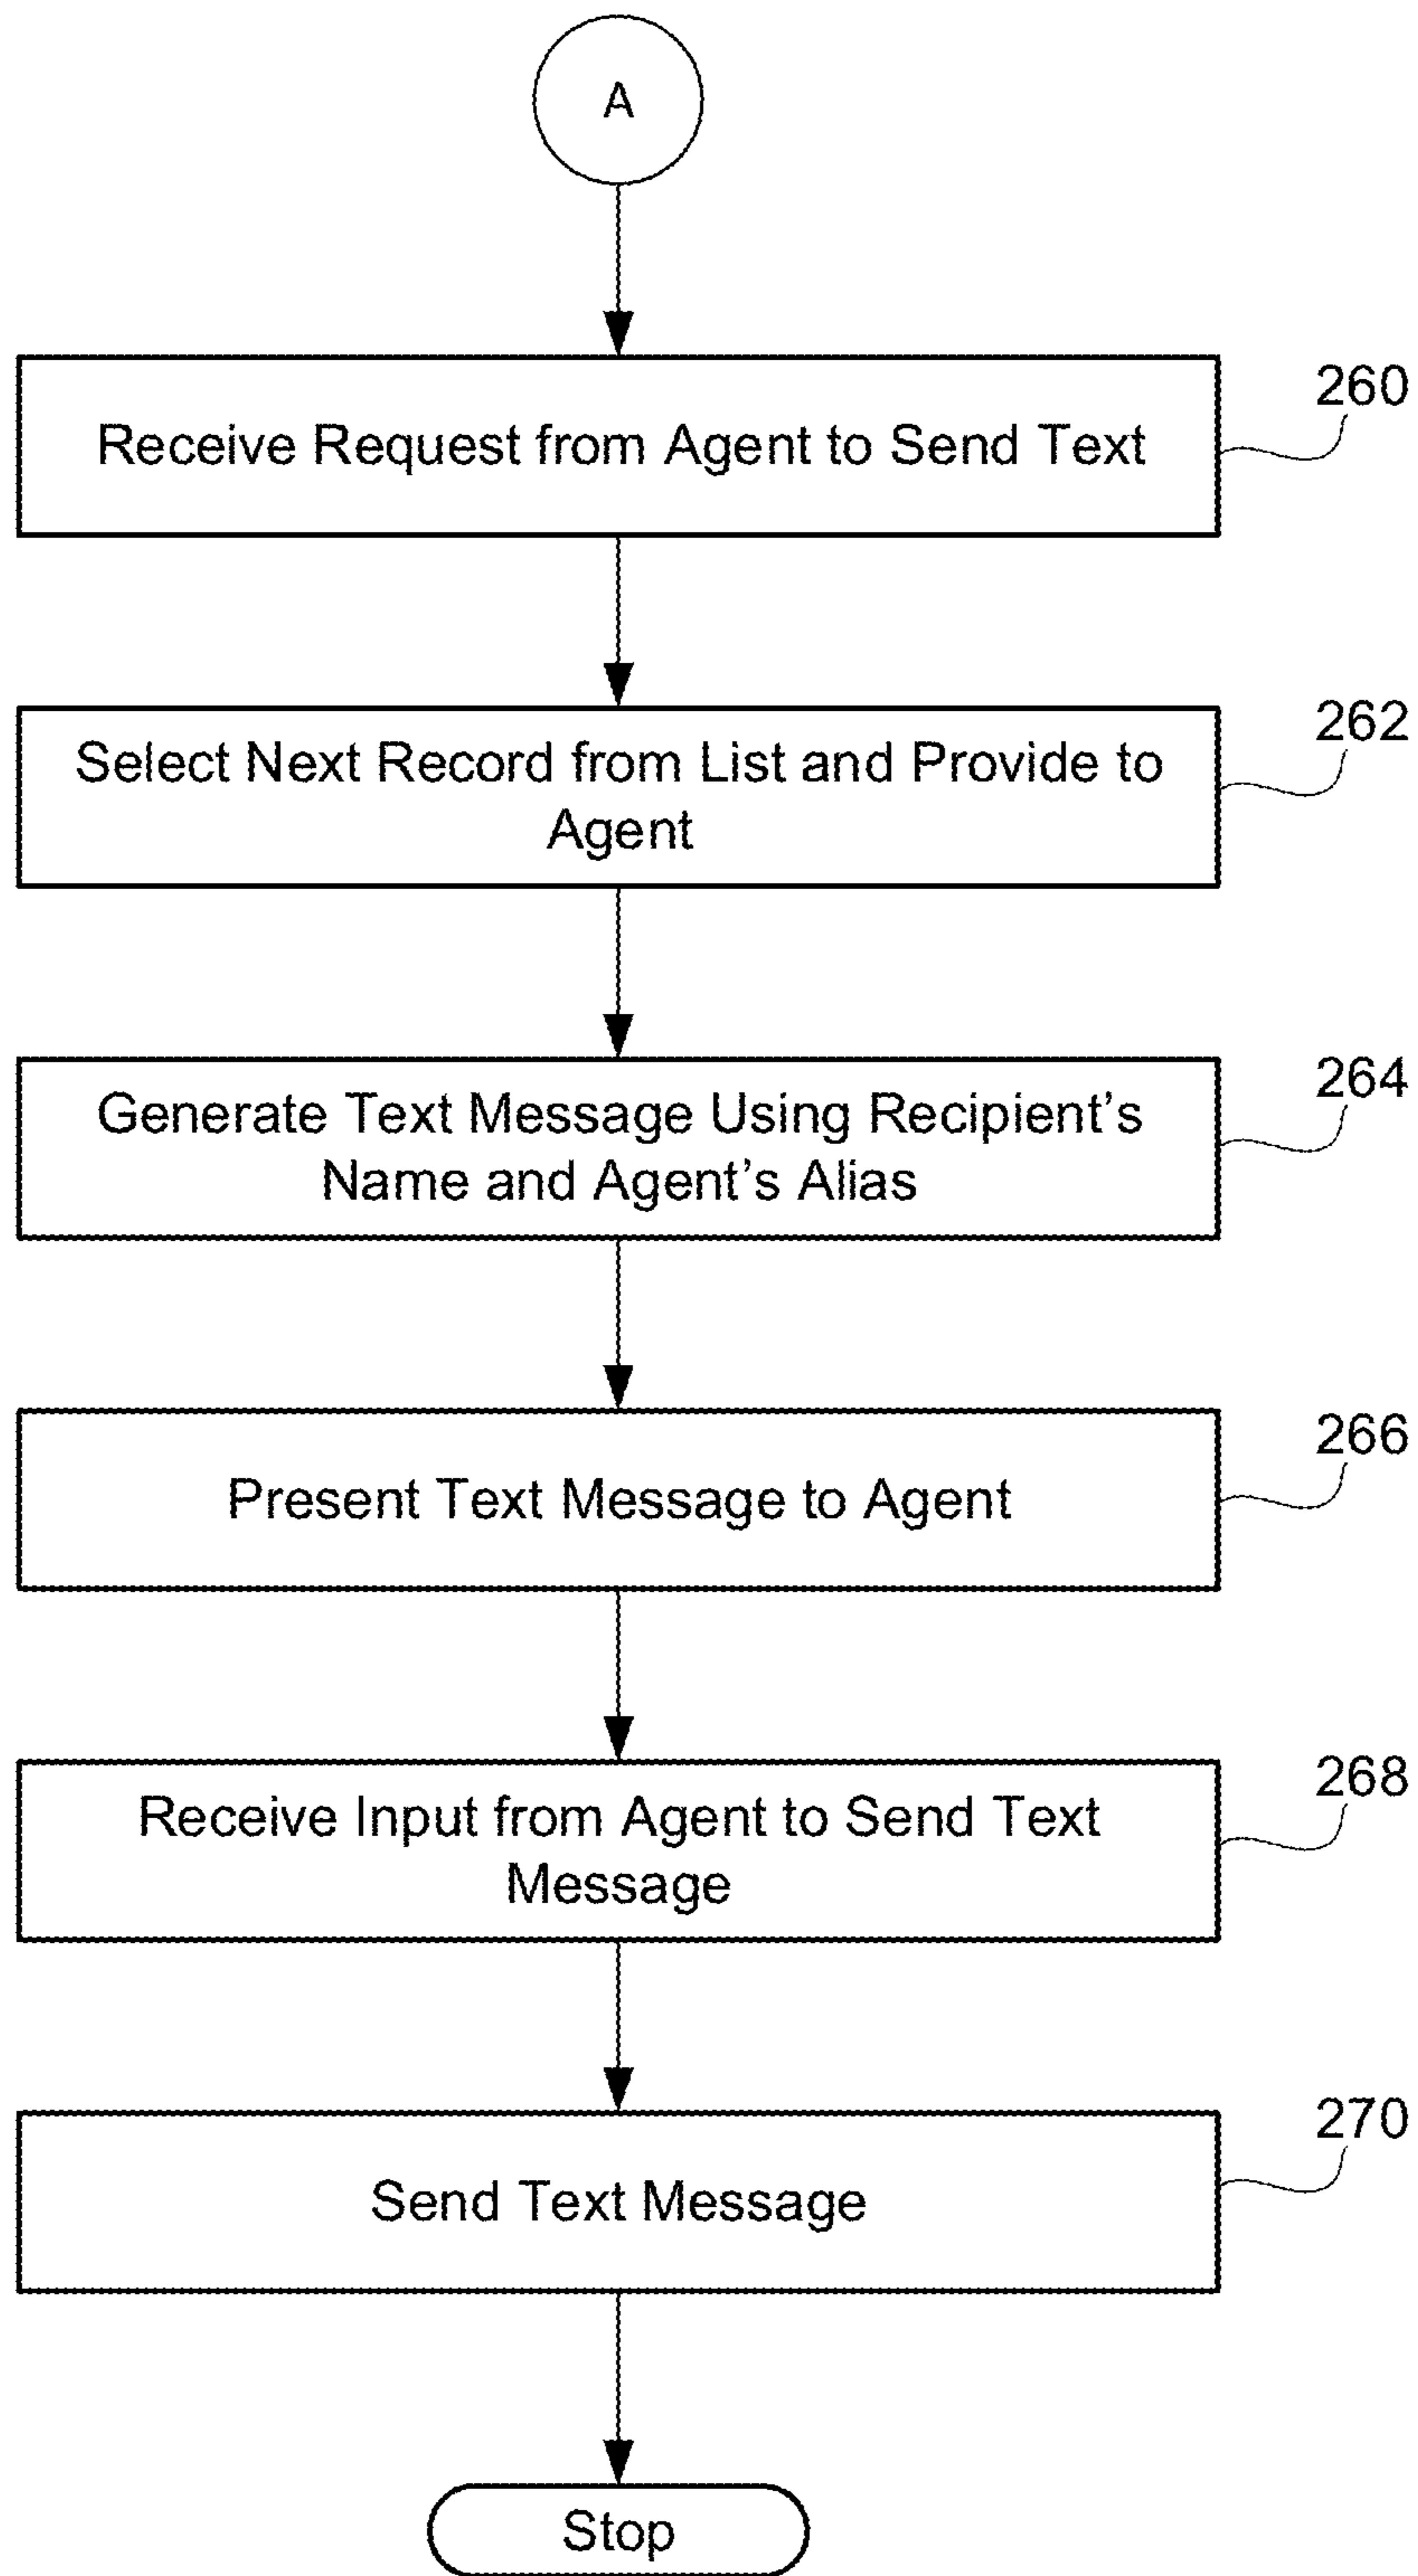 A
Receive Request from Agent to Send Text
260
Select Next Record from List and Provide to
Agent
262
Generate Text Message Using Recipient’s
Name and Agent’s Alias
264
Present Text Message to Agent
266
Receive Input from Agent to Send Text
Message
268
Send Text Message
270
Stop